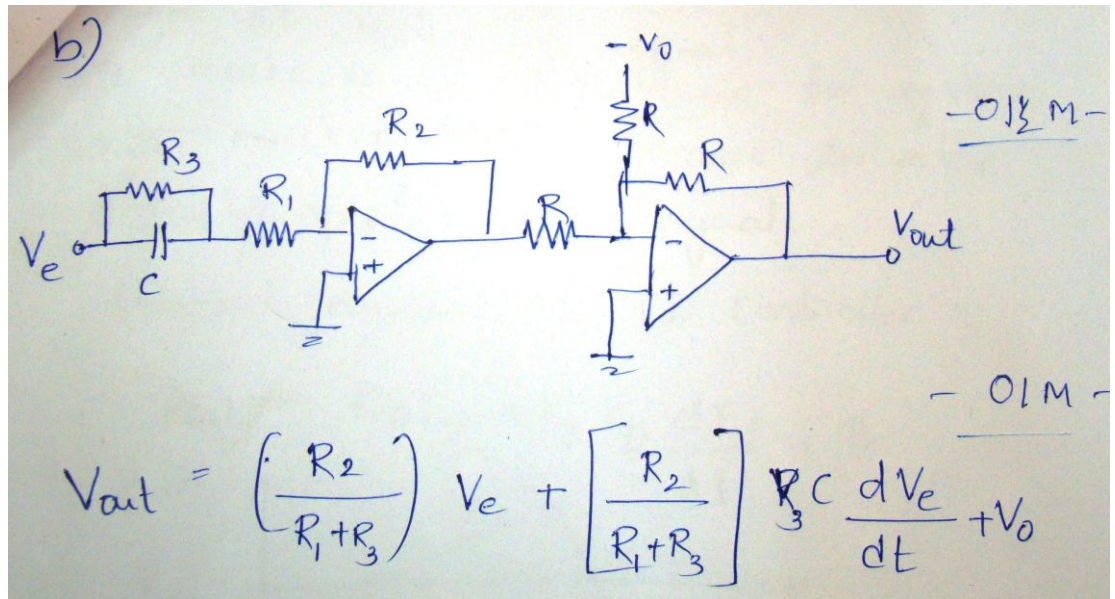 b)
- V₀
R
- 01½ M -
R₂
R
R₃
R₁
R
Vₑ
C
-
+
-
+
Vout
- 01 M -
Vout = (R₂ / (R₁ + R₃)) Vₑ + [R₂ / (R₁ + R₃)] R₃ C dVₑ / dt + V₀